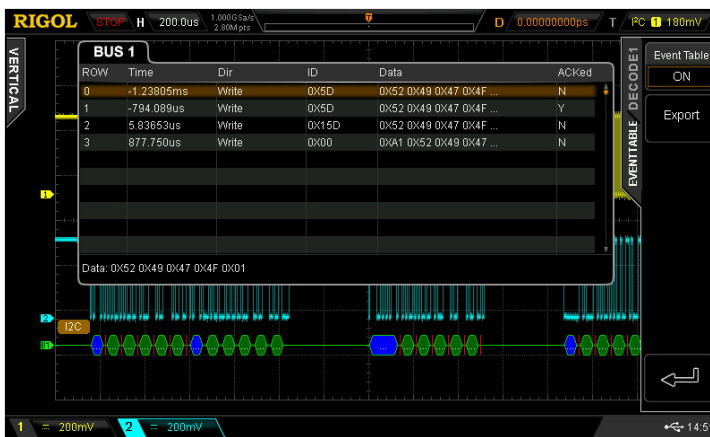 RIGOL STOP H 200.0us 1.000GSa/s 2.80Mpts D 0.00000000ps T I²C 1 180mV
VERTICAL
BUS 1
ROW Time Dir ID Data ACKed
0 -1.23805ms Write 0X5D 0X52 0X49 0X47 0X4F ... N
1 -794.089us Write 0X5D 0X52 0X49 0X47 0X4F ... Y
2 5.83653us Write 0X15D 0X52 0X49 0X47 0X4F ... N
3 877.750us Write 0X00 0XA1 0X52 0X49 0X47 ... N
Data: 0X52 0X49 0X47 0X4F 0X01
EVENTTABLE DECODE1
Event Table
ON
Export
1
2
I2C
B1
1 = 200mV 2 = 200mV 14:5